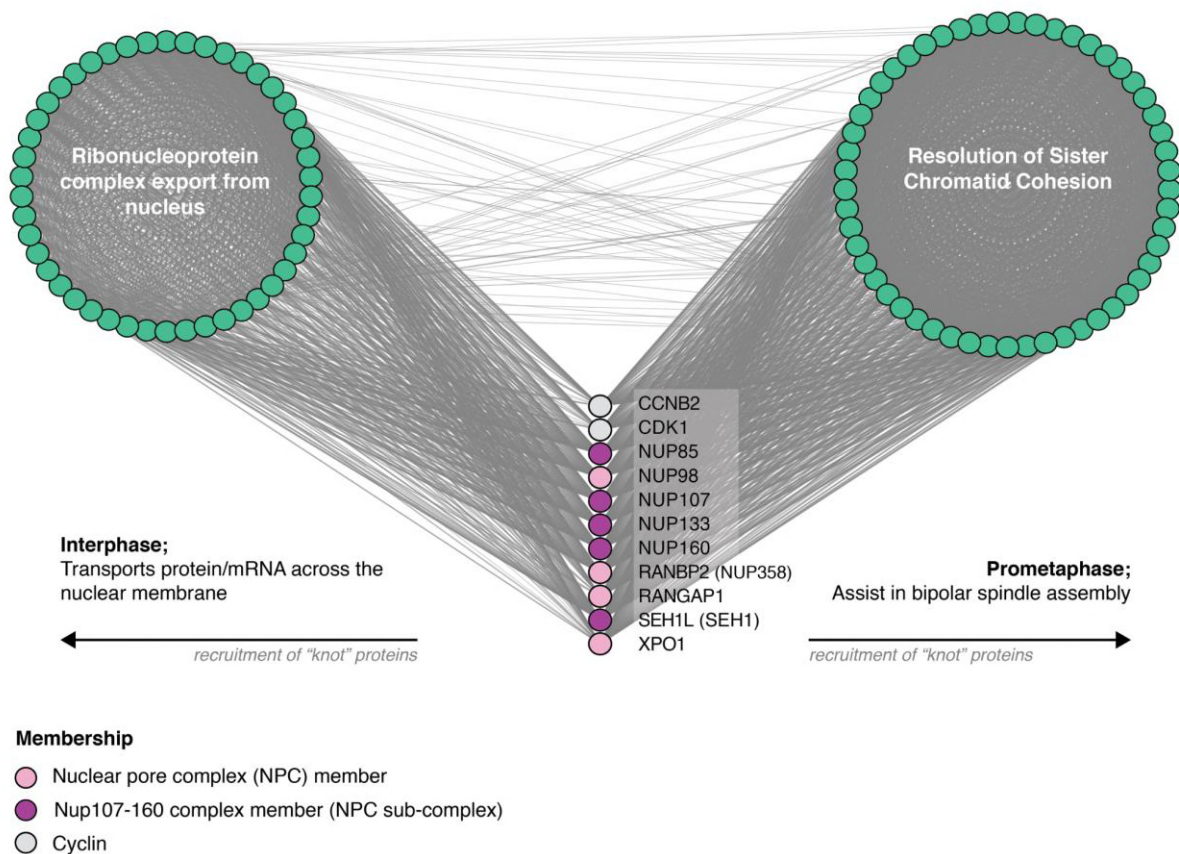 Ribonucleoprotein
complex export from
nucleus
Resolution of Sister
Chromatid Cohesion
CCNB2
CDK1
NUP85
NUP98
NUP107
NUP133
NUP160
RANBP2 (NUP358)
RANGAP1
SEH1L (SEH1)
XPO1
Interphase;
Transports protein/mRNA across the
nuclear membrane
recruitment of “knot” proteins
Prometaphase;
Assist in bipolar spindle assembly
recruitment of “knot” proteins
Membership
Nuclear pore complex (NPC) member
Nup107-160 complex member (NPC sub-complex)
Cyclin